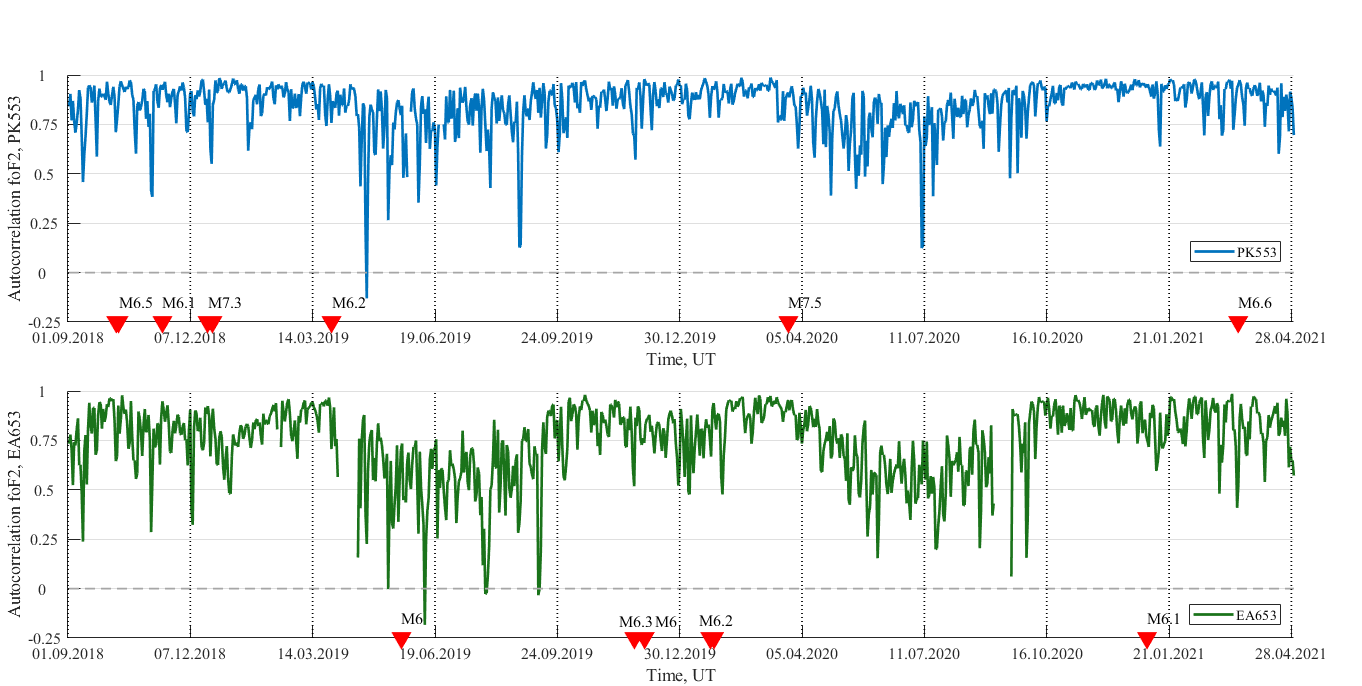 Autocorrelation foF2, PK553
1
0.75
0.5
0.25
0
-0.25
PK553
M6.5 M6.1 M7.3 M6.2 M7.5 M6.6
01.09.2018 07.12.2018 14.03.2019 19.06.2019 24.09.2019 30.12.2019 05.04.2020 11.07.2020 16.10.2020 21.01.2021 28.04.2021
Time, UT
Autocorrelation foF2, EA653
1
0.75
0.5
0.25
0
-0.25
EA653
M6 M6.3 M6 M6.2 M6.1
01.09.2018 07.12.2018 14.03.2019 19.06.2019 24.09.2019 30.12.2019 05.04.2020 11.07.2020 16.10.2020 21.01.2021 28.04.2021
Time, UT